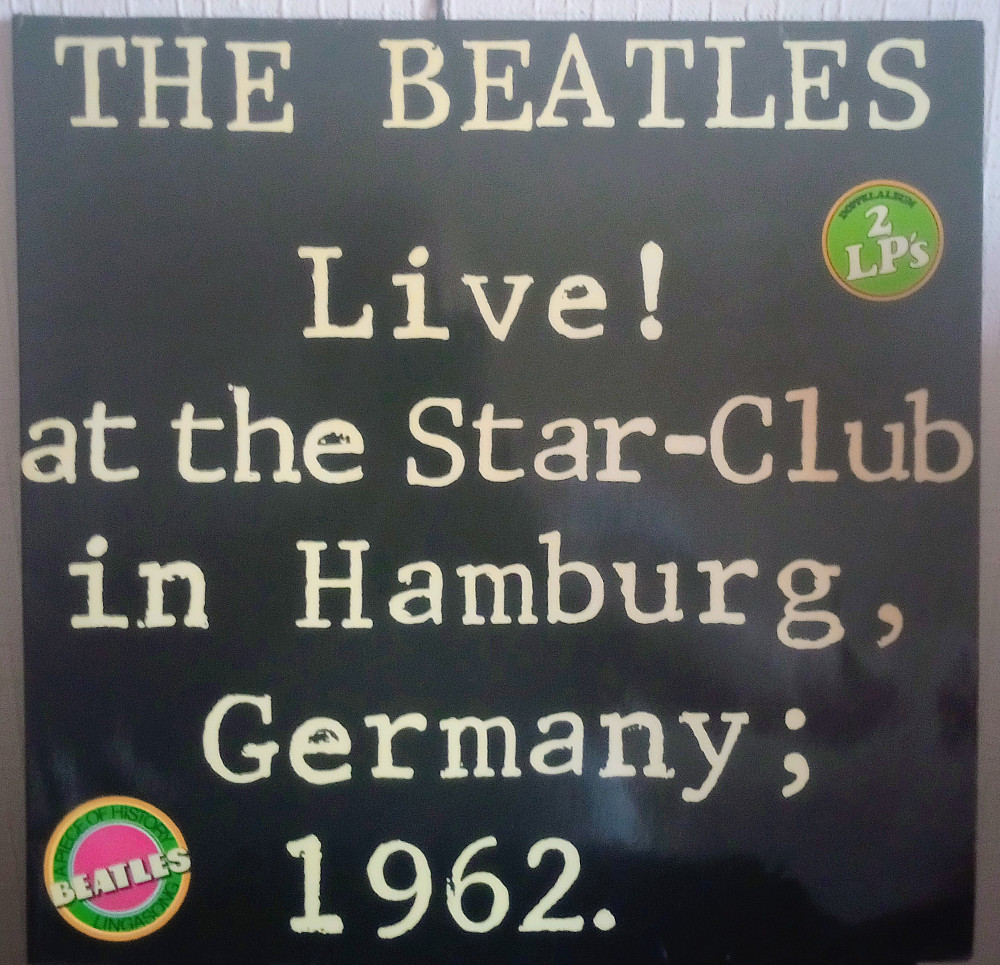 THE BEATLES
DOPPELALBUM
2
LP's
Live!
at the Star-Club
in Hamburg,
Germany;
1962.
A PIECE OF HISTORY
BEATLES
LINGASONG